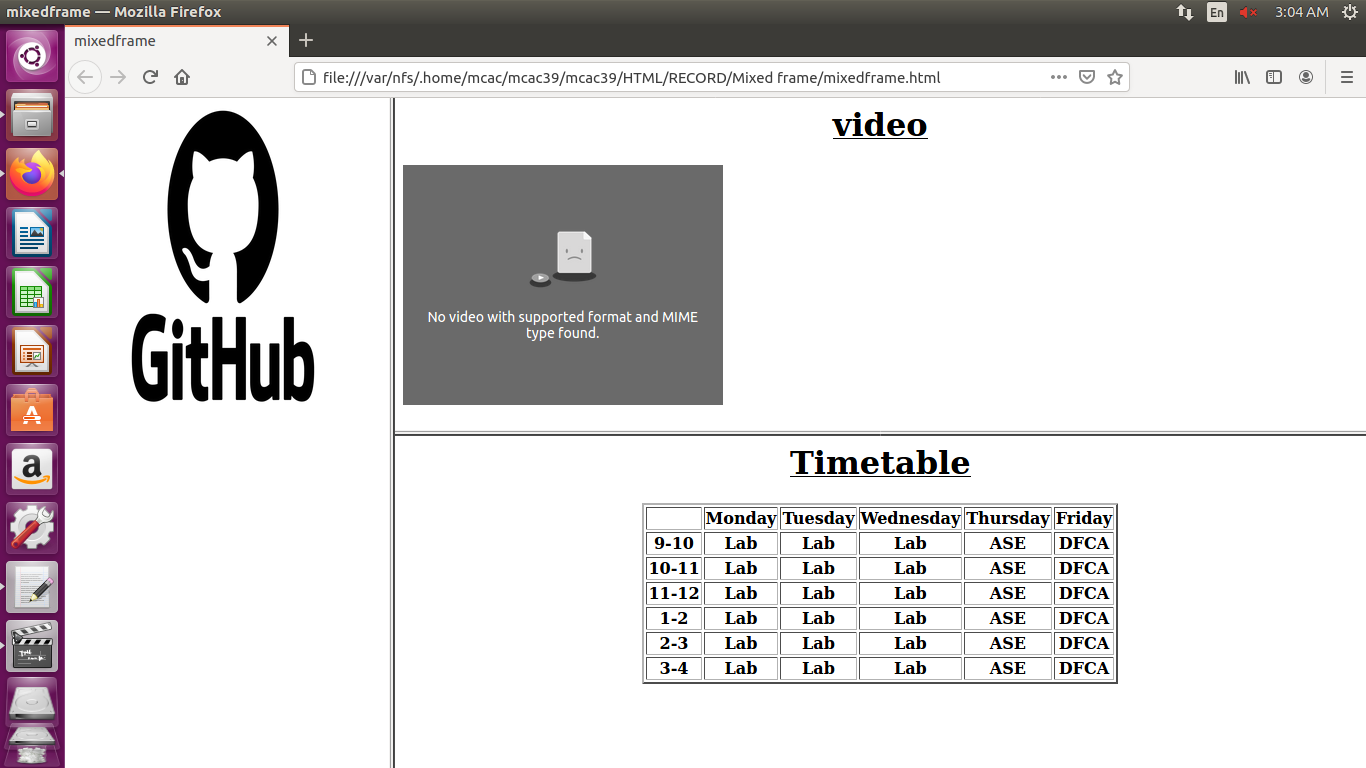 mixedframe — Mozilla Firefox
En
3:04 AM
mixedframe
file:///var/nfs/.home/mcac/mcac39/mcac39/HTML/RECORD/Mixed frame/mixedframe.html
GitHub
video
No video with supported format and MIME
type found.
Timetable
Monday Tuesday Wednesday Thursday Friday
9-10 Lab Lab Lab ASE DFCA
10-11 Lab Lab Lab ASE DFCA
11-12 Lab Lab Lab ASE DFCA
1-2 Lab Lab Lab ASE DFCA
2-3 Lab Lab Lab ASE DFCA
3-4 Lab Lab Lab ASE DFCA